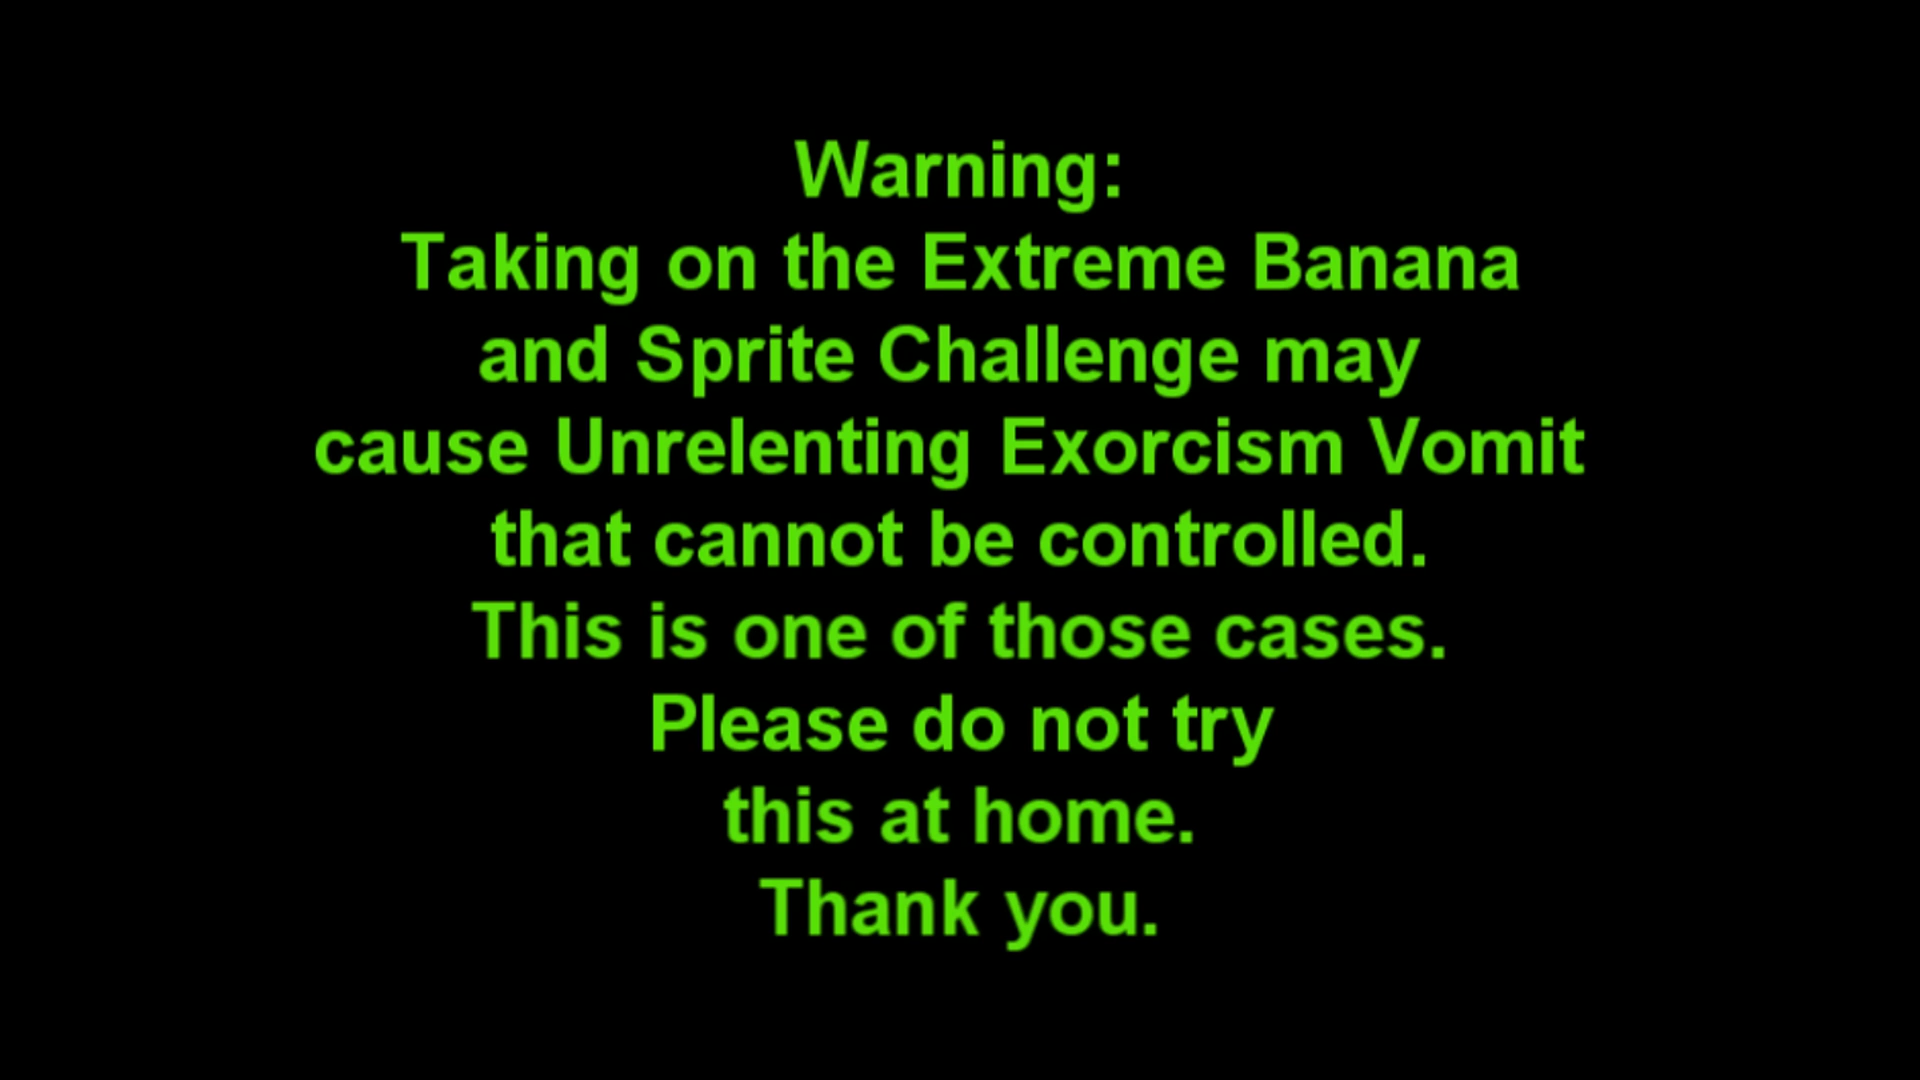 Warning:
Taking on the Extreme Banana
and Sprite Challenge may
cause Unrelenting Exorcism Vomit
that cannot be controlled.
This is one of those cases.
Please do not try
this at home.
Thank you.